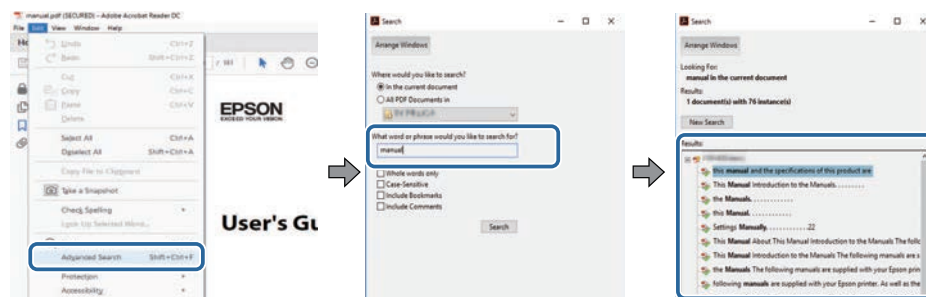 manual.pdf (SECURED) - Adobe Acrobat Reader DC
File Edit View Window Help
Undo Ctrl+Z
Redo Shift+Ctrl+Z
Cut Ctrl+X
Copy Ctrl+C
Paste Ctrl+V
Delete
Select All Ctrl+A
Deselect All Shift+Ctrl+A
Copy File to Clipboard
Take a Snapshot
Check Spelling
Look Up Selected Word...
Advanced Search Shift+Ctrl+F
Protection
Accessibility
EPSON
EXCEED YOUR VISION
User's Gu
Search
Arrange Windows
Where would you like to search?
In the current document
All PDF Documents in
What word or phrase would you like to search for?
manual
Whole words only
Case-Sensitive
Include Bookmarks
Include Comments
Search
Search
Arrange Windows
Looking For:
manual in the current document
Results:
1 document(s) with 76 instance(s)
New Search
Results:
this manual and the specifications of this product are
This Manual Introduction to the Manuals. . . . . . . . .
the Manuals. . . . . . . . . . . . .
this Manual. . . . . . . . . . . . .
Settings Manually. . . . . . . . . . . . .22
This Manual About This Manual Introduction to the Manuals The follo
This Manual Introduction to the Manuals The following manuals are s
the Manuals The following manuals are supplied with your Epson prin
following manuals are supplied with your Epson printer. As well as the